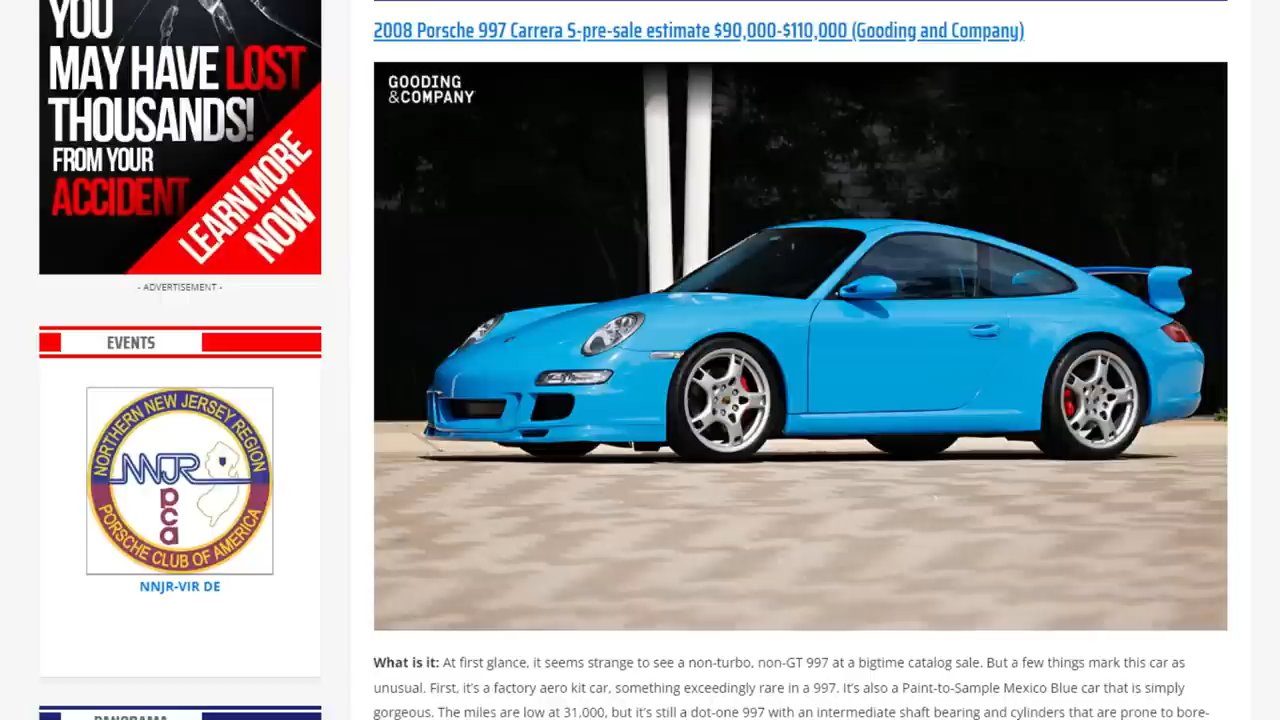 YOU
MAY HAVE LOST
THOUSANDS!
FROM YOUR
ACCIDENT
LEARN MORE
NOW
- ADVERTISEMENT -
EVENTS
NORTHERN NEW JERSEY REGION
NNJR
pca
PORSCHE CLUB OF AMERICA
NNJR-VIR DE
PANORAMA
2008 Porsche 997 Carrera S-pre-sale estimate $90,000-$110,000 (Gooding and Company)
GOODING
&COMPANY
What is it: At first glance, it seems strange to see a non-turbo, non-GT 997 at a bigtime catalog sale. But a few things mark this car as
unusual. First, it's a factory aero kit car, something exceedingly rare in a 997. It's also a Paint-to-Sample Mexico Blue car that is simply
gorgeous. The miles are low at 31,000, but it's still a dot-one 997 with an intermediate shaft bearing and cylinders that are prone to bore-